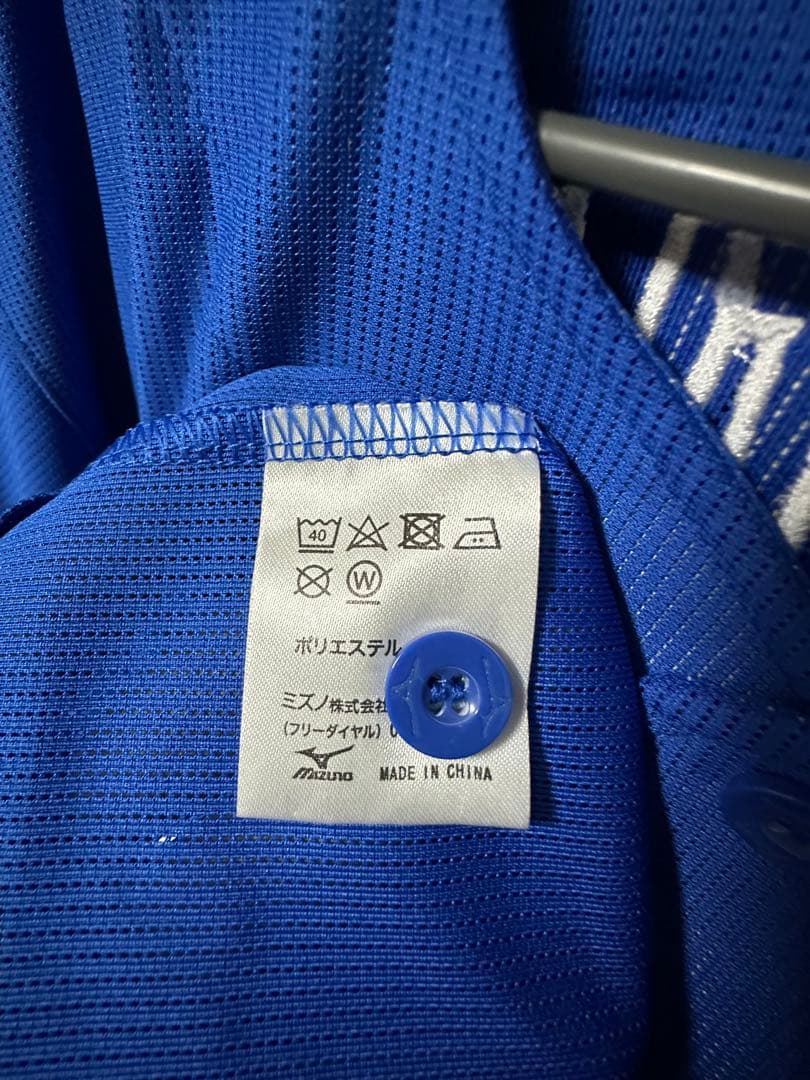 40
W
ポリエステル
ミズノ株式会社
(フリーダイヤル) 0
mizuno MADE IN CHINA